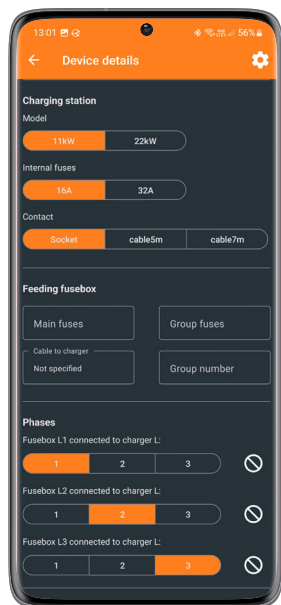 13:01 56%
Device details
Charging station
Model
11kW 22kW
Internal fuses
16A 32A
Contact
Socket cable5m cable7m
Feeding fusebox
Main fuses Group fuses
Cable to charger
Not specified Group number
Phases
Fusebox L1 connected to charger L:
1 2 3
Fusebox L2 connected to charger L:
1 2 3
Fusebox L3 connected to charger L:
1 2 3